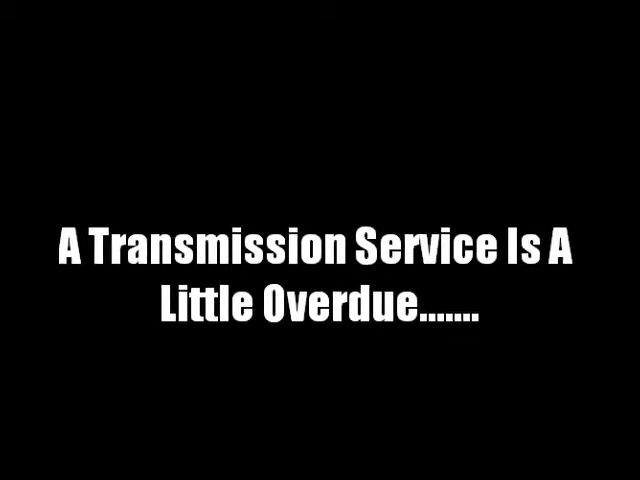 A Transmission Service Is A
Little Overdue.......